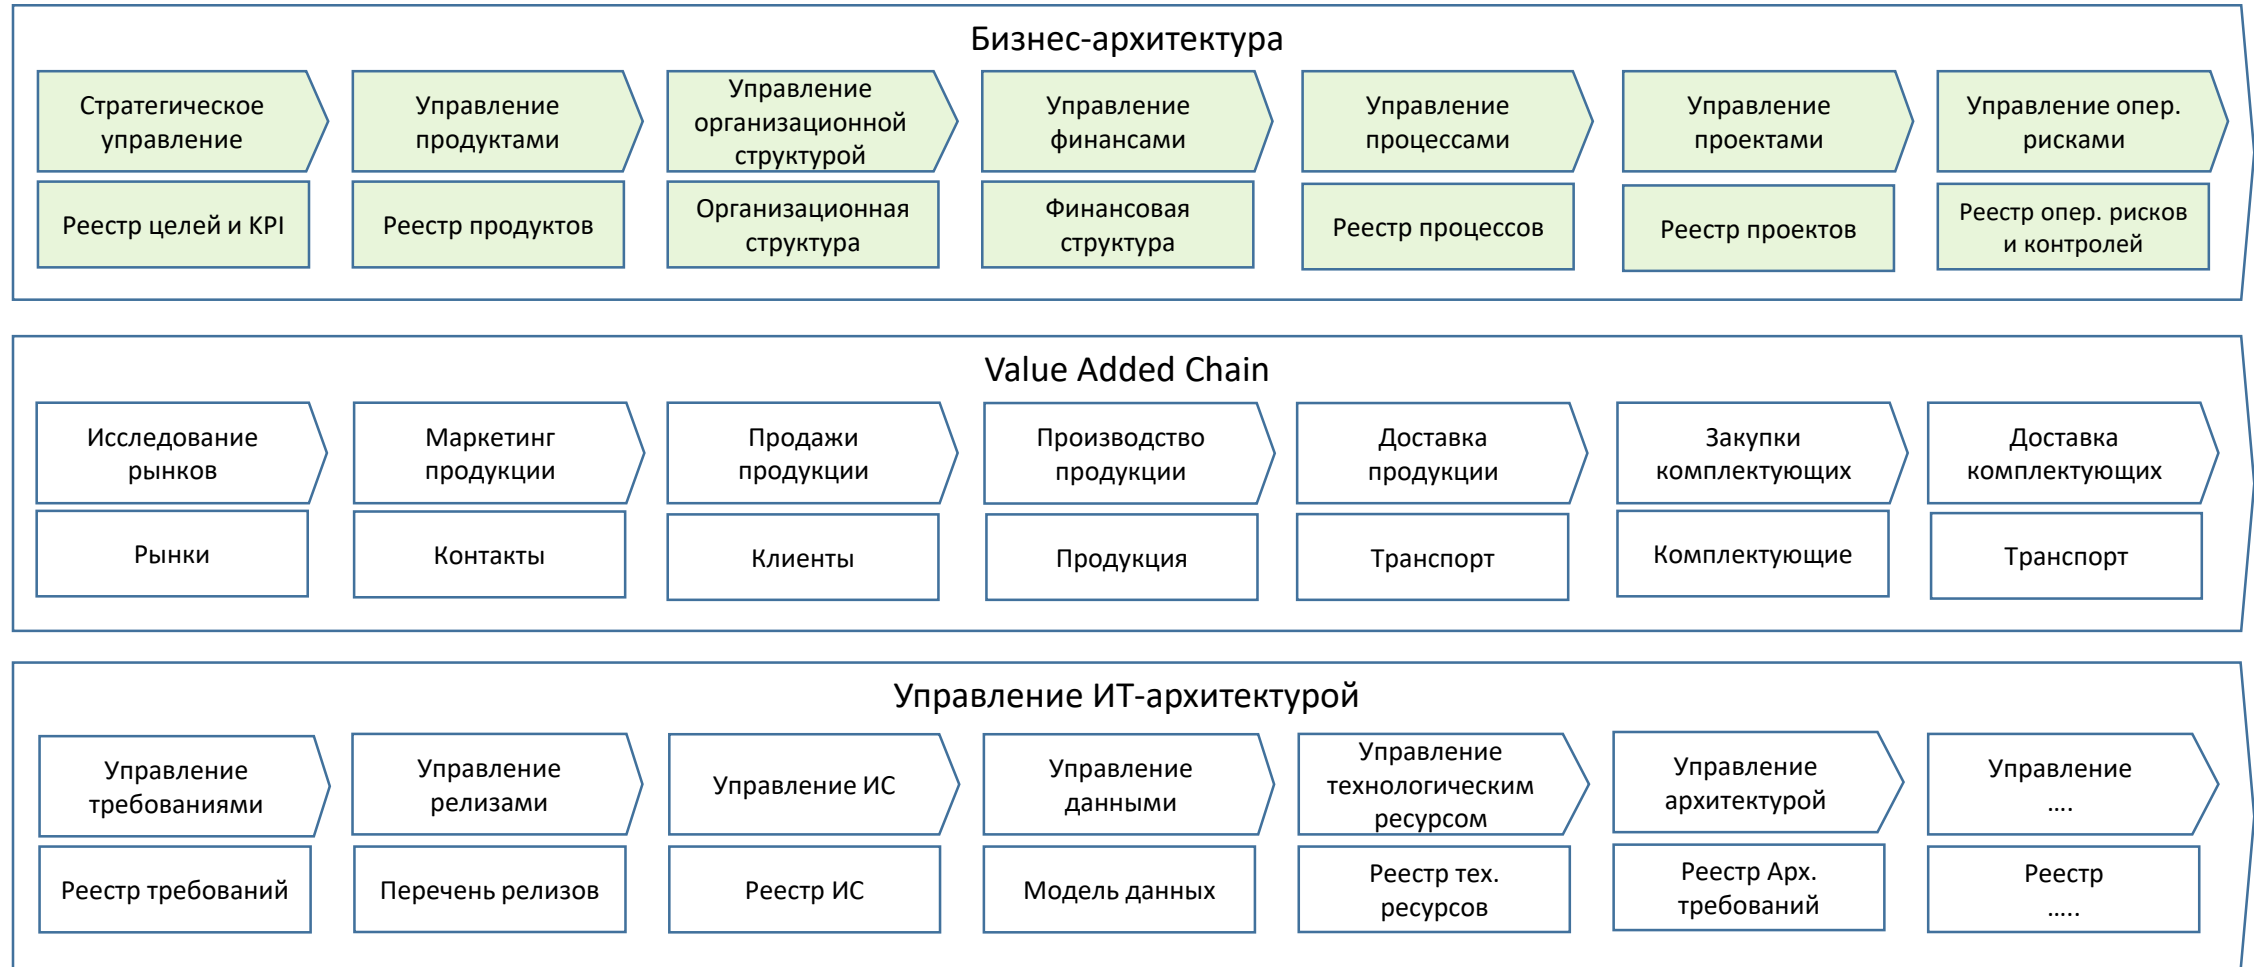 Бизнес-архитектура
Стратегическое
управление
Управление
продуктами
Управление
организационной
структурой
Управление
финансами
Управление
процессами
Управление
проектами
Управление опер.
рисками
Реестр целей и KPI
Реестр продуктов
Организационная
структура
Финансовая
структура
Реестр процессов
Реестр проектов
Реестр опер. рисков
и контролей
Value Added Chain
Исследование
рынков
Маркетинг
продукции
Продажи
продукции
Производство
продукции
Доставка
продукции
Закупки
комплектующих
Доставка
комплектующих
Рынки
Контакты
Клиенты
Продукция
Транспорт
Комплектующие
Транспорт
Управление ИТ-архитектурой
Управление
требованиями
Управление
релизами
Управление ИС
Управление
данными
Управление
технологическим
ресурсом
Управление
архитектурой
Управление
....
Реестр требований
Перечень релизов
Реестр ИС
Модель данных
Реестр тех.
ресурсов
Реестр Арх.
требований
Реестр
.....